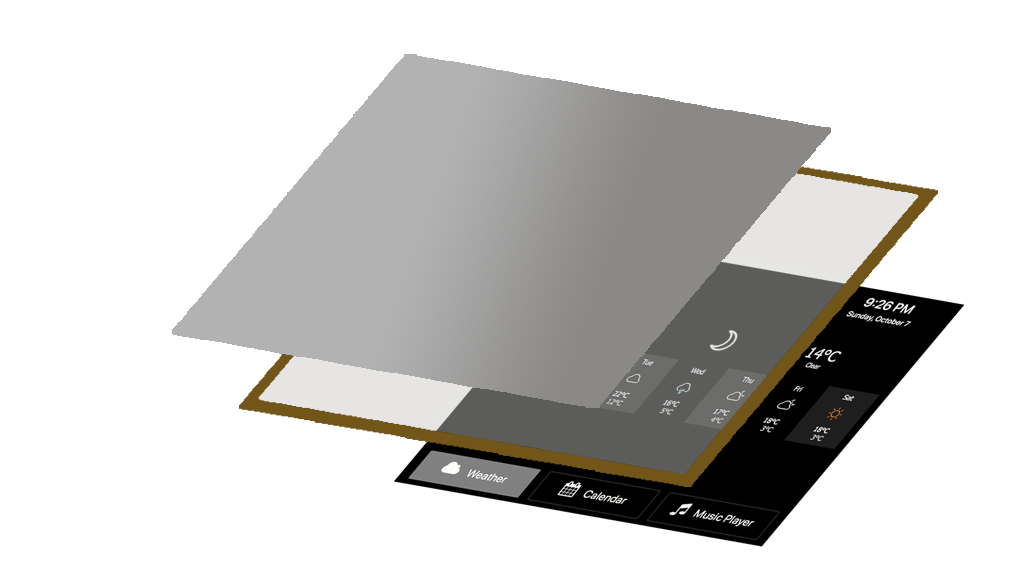 9:26 PM
Sunday, October 7
14°C
Clear
Tue
22°C
12°C
Wed
16°C
5°C
Thu
17°C
4°C
Fri
18°C
3°C
Sat
18°C
3°C
Weather
Calendar
Music Player